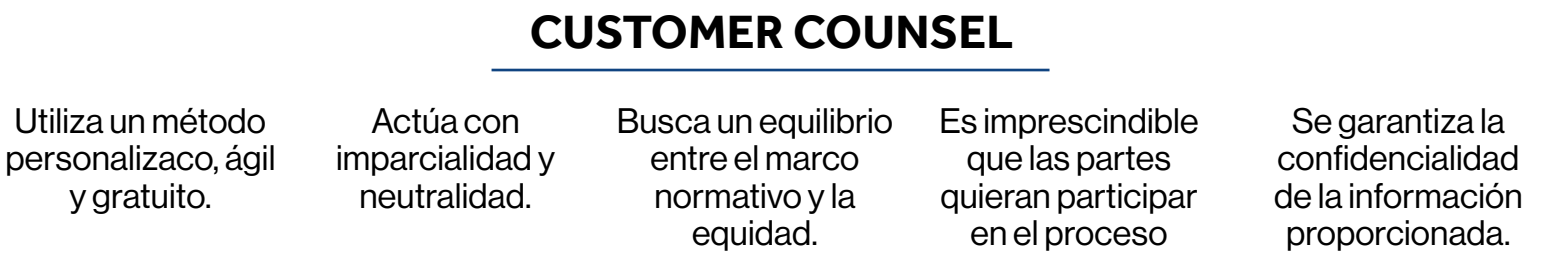 CUSTOMER COUNSEL
Utiliza un método
personalizaco, ágil
y gratuito.
Actúa con
imparcialidad y
neutralidad.
Busca un equilibrio
entre el marco
normativo y la
equidad.
Es imprescindible
que las partes
quieran participar
en el proceso
Se garantiza la
confidencialidad
de la información
proporcionada.